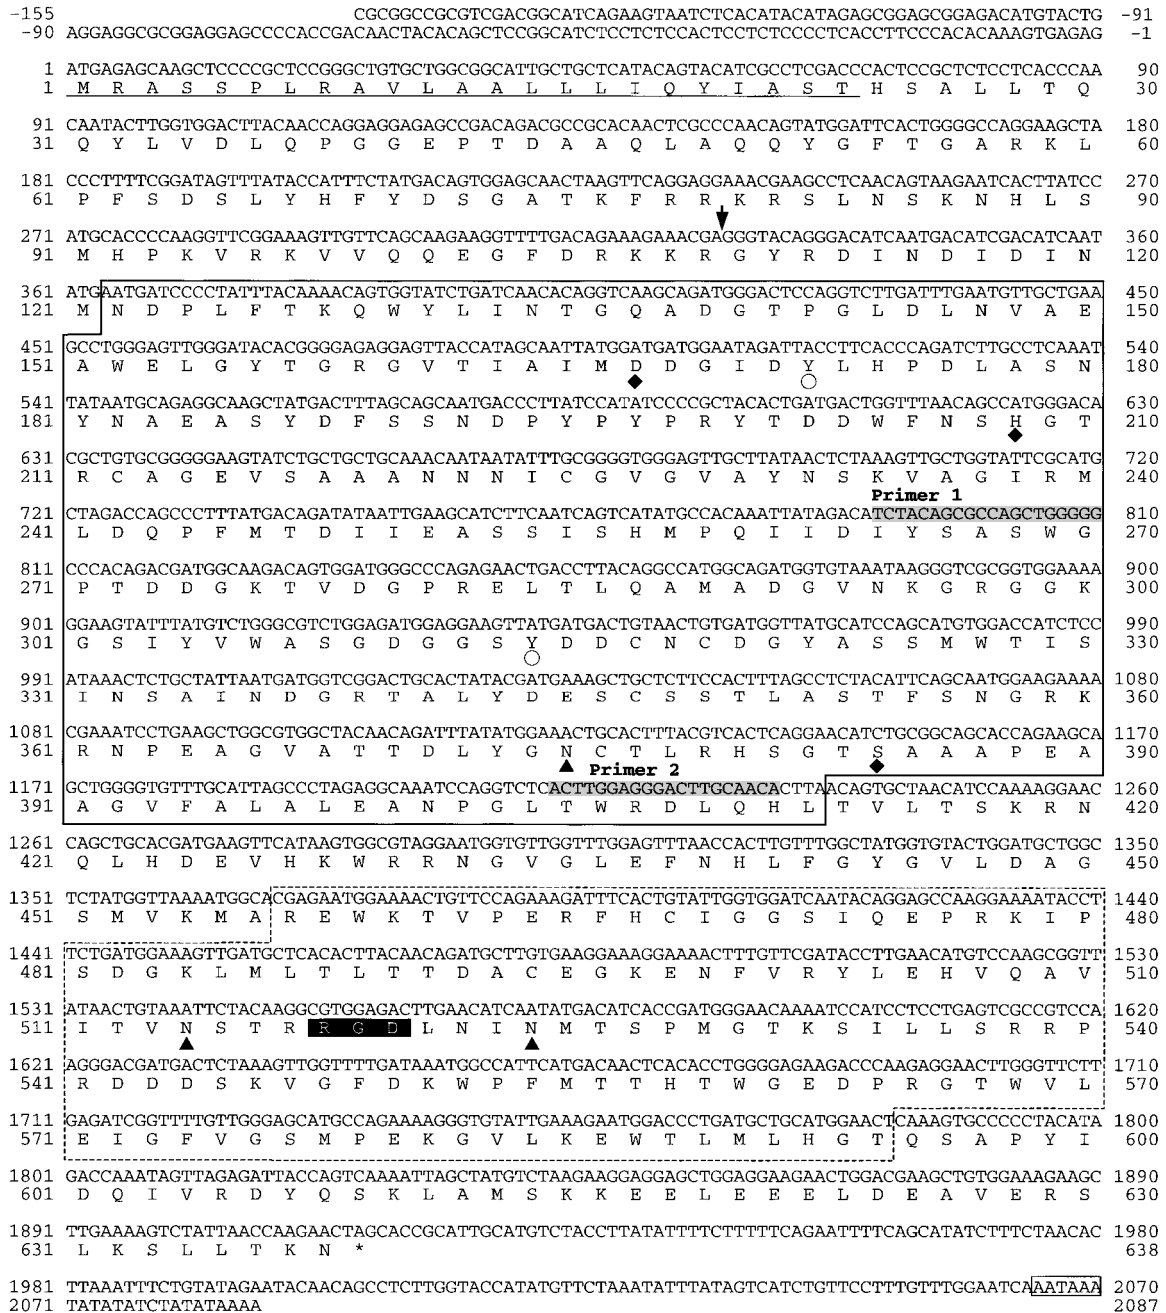 -155 CGCGGCCGCGTCGACGGCATCAGAAGTAATCTCACATACATAGAGCGGAGCGGAGACATGTACTG -91
-90 AGGAGGCGCGGAGGAGCCCCACCGACAACTACACAGCTCCGGCATCTCCTCTCCACTCCTCTCCCCTCACCTTCCCACACAAAGTGAGAG -1
1 ATGAGAGCAAGCTCCCCGCTCCGGGCTGTGCTGGCGGCATTGCTGCTCATACAGTACATCGCCTCGACCCACTCCGCTCTCCTCACCCAA 90
1 M R A S S P L R A V L A A L L L I Q Y I A S T H S A L L T Q 30
91 CAATACTTGGTGGACTTACAACCAGGAGGAGAGCCGACAGACGCCGCACAACTCGCCCAACAGTATGGATTCACTGGGGCCAGGAAGCTA 180
31 Q Y L V D L Q P G G E P T D A A Q L A Q Q Y G F T G A R K L 60
181 CCCTTTTCGGATAGTTTATACCATTTCTATGACAGTGGAGCAACTAAGTTCAGGAGGAAACGAAGCCTCAACAGTAAGAATCACTTATCC 270
61 P F S D S L Y H F Y D S G A T K F R R K R S L N S K N H L S 90
271 ATGCACCCCAAGGTTCGGAAAGTTGTTCAGCAAGAAGGTTTTGACAGAAAGAAACGAGGGTACAGGGACATCAATGACATCGACATCAAT 360
91 M H P K V R K V V Q Q E G F D R K K R G Y R D I N D I D I N 120
361 ATGAATGATCCCCTATTTACAAAACAGTGGTATCTGATCAACACAGGTCAAGCAGATGGGACTCCAGGTCTTGATTTGAATGTTGCTGAA 450
121 M N D P L F T K Q W Y L I N T G Q A D G T P G L D L N V A E 150
451 GCCTGGGAGTTGGGATACACGGGGAGAGGAGTTACCATAGCAATTATGGATGATGGAATAGATTACCTTCACCCAGATCTTGCCTCAAAT 540
151 A W E L G Y T G R G V T I A I M D D G I D Y L H P D L A S N 180
541 TATAATGCAGAGGCAAGCTATGACTTTAGCAGCAATGACCCTTATCCATATCCCCGCTACACTGATGACTGGTTTAACAGCCATGGGACA 630
181 Y N A E A S Y D F S S N D P Y P Y P R Y T D D W F N S H G T 210
631 CGCTGTGCGGGGGAAGTATCTGCTGCTGCAAACAATAATATTTGCGGGGTGGGAGTTGCTTATAACTCTAAAGTTGCTGGTATTCGCATG 720
211 R C A G E V S A A A N N N I C G V G V A Y N S K V A G I R M 240
Primer 1
721 CTAGACCAGCCCTTTATGACAGATATAATTGAAGCATCTTCAATCAGTCATATGCCACAAATTATAGACATCTACAGCGCCAGCTGGGGG 810
241 L D Q P F M T D I I E A S S I S H M P Q I I D I Y S A S W G 270
811 CCCACAGACGATGGCAAGACAGTGGATGGGCCCAGAGAACTGACCTTACAGGCCATGGCAGATGGTGTAAATAAGGGTCGCGGTGGAAAA 900
271 P T D D G K T V D G P R E L T L Q A M A D G V N K G R G G K 300
901 GGAAGTATTTATGTCTGGGCGTCTGGAGATGGAGGAAGTTATGATGACTGTAACTGTGATGGTTATGCATCCAGCATGTGGACCATCTCC 990
301 G S I Y V W A S G D G G S Y D D C N C D G Y A S S M W T I S 330
991 ATAAACTCTGCTATTAATGATGGTCGGACTGCACTATACGATGAAAGCTGCTCTTCCACTTTAGCCTCTACATTCAGCAATGGAAGAAAA 1080
331 I N S A I N D G R T A L Y D E S C S S T L A S T F S N G R K 360
1081 CGAAATCCTGAAGCTGGCGTGGCTACAACAGATTTATATGGAAACTGCACTTTACGTCACTCAGGAACATCTGCGGCAGCACCAGAAGCA 1170
361 R N P E A G V A T T D L Y G N C T L R H S G T S A A A P E A 390
Primer 2
1171 GCTGGGGTGTTTGCATTAGCCCTAGAGGCAAATCCAGGTCTCACTTGGAGGGACTTGCAACACTTAACAGTGCTAACATCCAAAAGGAAC 1260
391 A G V F A L A L E A N P G L T W R D L Q H L T V L T S K R N 420
1261 CAGCTGCACGATGAAGTTCATAAGTGGCGTAGGAATGGTGTTGGTTTGGAGTTTAACCACTTGTTTGGCTATGGTGTACTGGATGCTGGC 1350
421 Q L H D E V H K W R R N G V G L E F N H L F G Y G V L D A G 450
1351 TCTATGGTTAAAATGGCACGAGAATGGAAAACTGTTCCAGAAAGATTTCACTGTATTGGTGGATCAATACAGGAGCCAAGGAAAATACCT 1440
451 S M V K M A R E W K T V P E R F H C I G G S I Q E P R K I P 480
1441 TCTGATGGAAAGTTGATGCTCACACTTACAACAGATGCTTGTGAAGGAAAGGAAAACTTTGTTCGATACCTTGAACATGTCCAAGCGGTT 1530
481 S D G K L M L T L T T D A C E G K E N F V R Y L E H V Q A V 510
1531 ATAACTGTAAATTCTACAAGGCGTGGAGACTTGAACATCAATATGACATCACCGATGGGAACAAAATCCATCCTCCTGAGTCGCCGTCCA 1620
511 I T V N S T R R G D L N I N M T S P M G T K S I L L S R R P 540
1621 AGGGACGATGACTCTAAAGTTGGTTTTGATAAATGGCCATTCATGACAACTCACACCTGGGGAGAAGACCCAAGAGGAACTTGGGTTCTT 1710
541 R D D D S K V G F D K W P F M T T H T W G E D P R G T W V L 570
1711 GAGATCGGTTTTGTTGGGAGCATGCCAGAAAAGGGTGTATTGAAAGAATGGACCCTGATGCTGCATGGAACTCAAAGTGCCCCCTACATA 1800
571 E I G F V G S M P E K G V L K E W T L M L H G T Q S A P Y I 600
1801 GACCAAATAGTTAGAGATTACCAGTCAAAATTAGCTATGTCTAAGAAGGAGGAGCTGGAGGAAGAACTGGACGAAGCTGTGGAAAGAAGC 1890
601 D Q I V R D Y Q S K L A M S K K E E L E E E L D E A V E R S 630
1891 TTGAAAAGTCTATTAACCAAGAACTAGCACCGCATTGCATGTCTACCTTATATTTTCTTTTTCAGAATTTTCAGCATATCTTTCTAACAC 1980
631 L K S L L T K N * 638
1981 TTAAATTTCTGTATAGAATACAACAGCCTCTTGGTACCATATGTTCTAAATATTTATAGTCATCTGTTCCTTTGTTTGGAATCAAATAAA 2070
2071 TATATATCTATATAAAA 2087